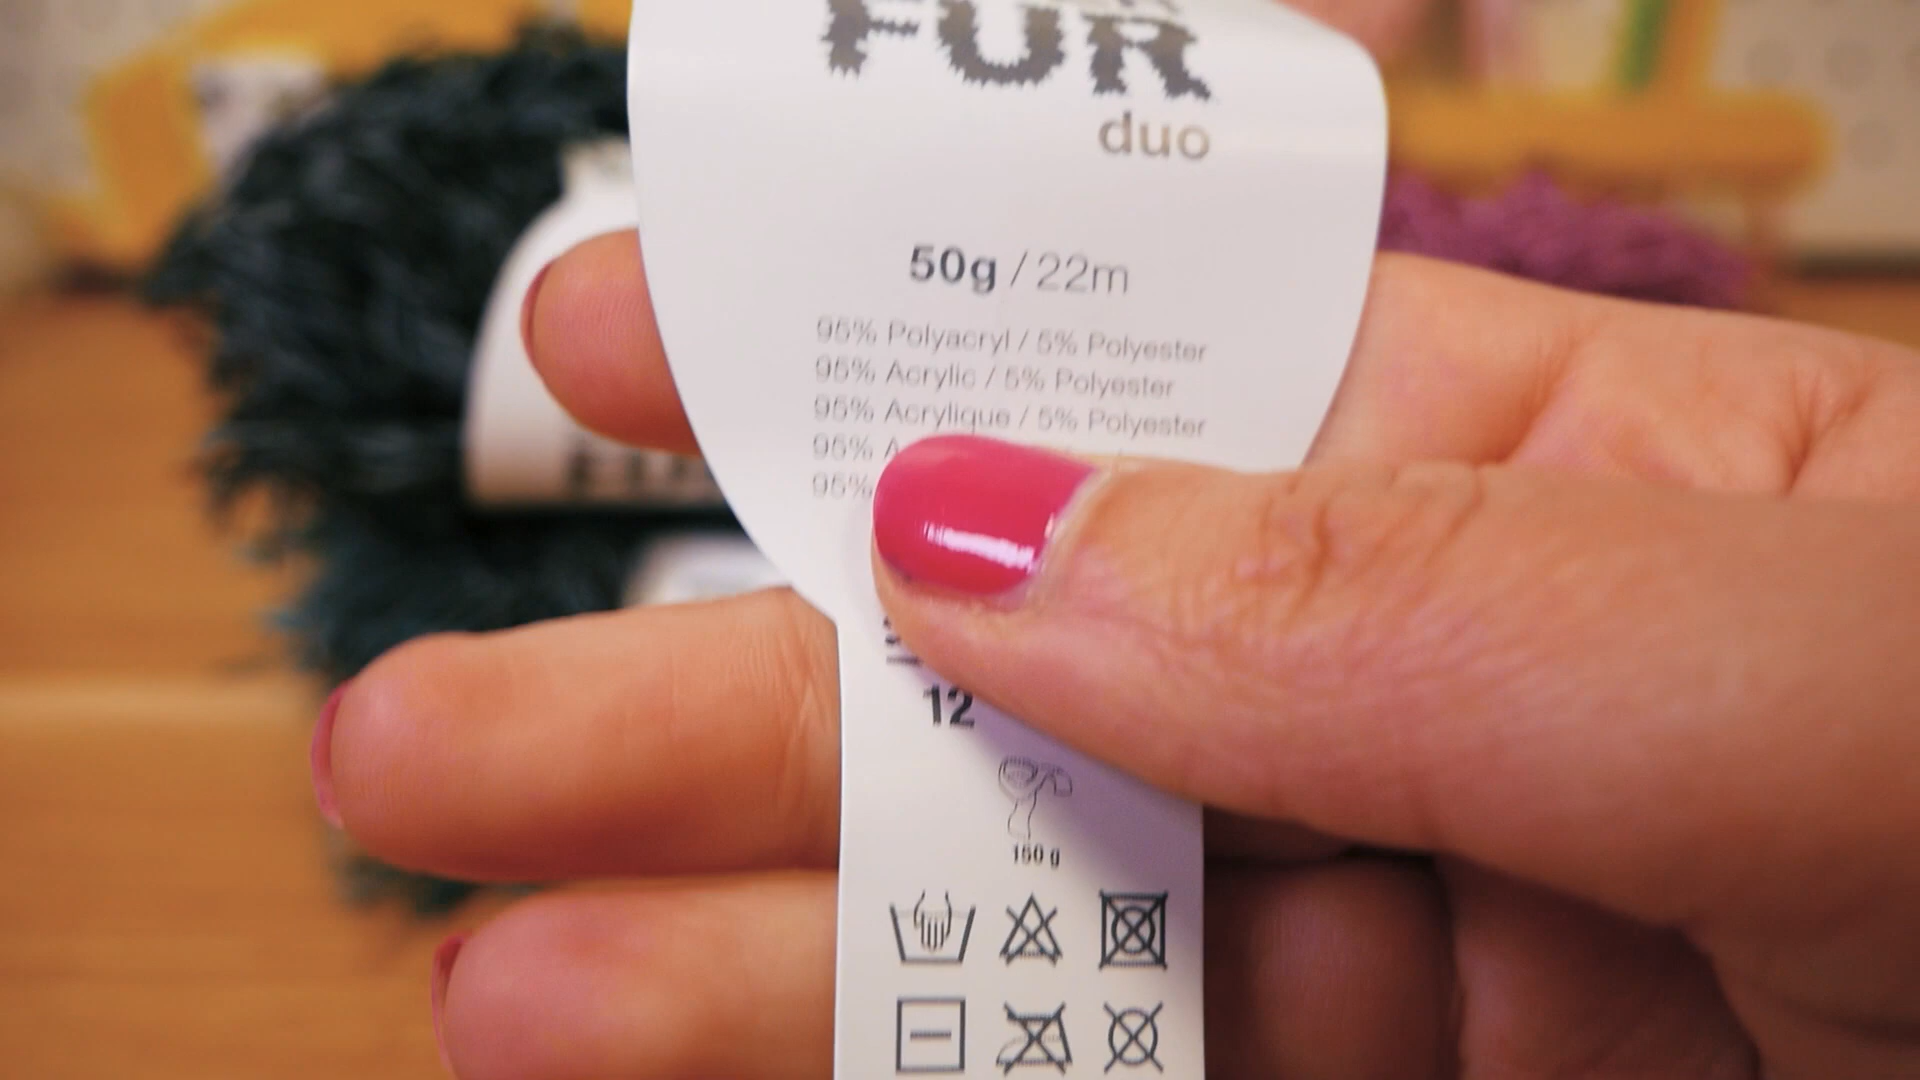 FUR
duo
50g / 22m
95% Polyacryl / 5% Polyester
95% Acrylic / 5% Polyester
95% Acrylique / 5% Polyester
95%
95%
12
150 g